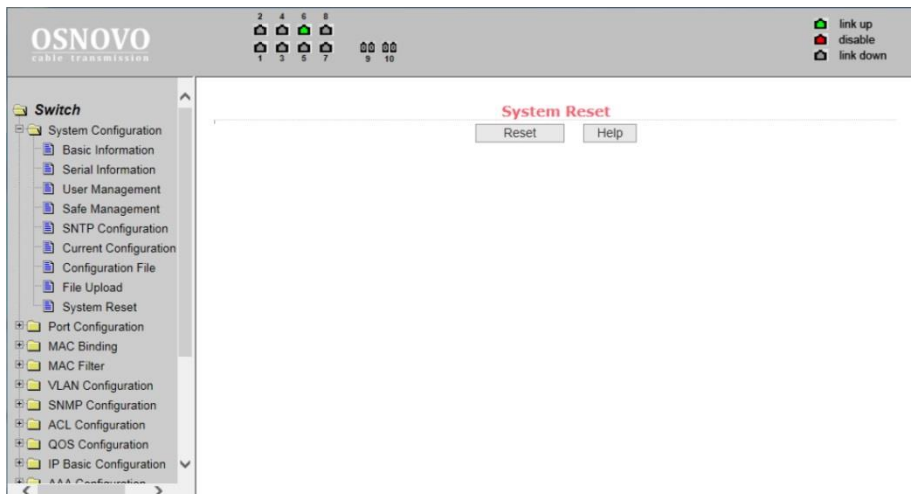 2 4 6 8
1 3 5 7 9 10
OSNOVO
cable transmission
link up
disable
link down
Switch
System Configuration
Basic Information
Serial Information
User Management
Safe Management
SNTP Configuration
Current Configuration
Configuration File
File Upload
System Reset
Port Configuration
MAC Binding
MAC Filter
VLAN Configuration
SNMP Configuration
ACL Configuration
QOS Configuration
IP Basic Configuration
AAA Configuration
System Reset
Reset Help